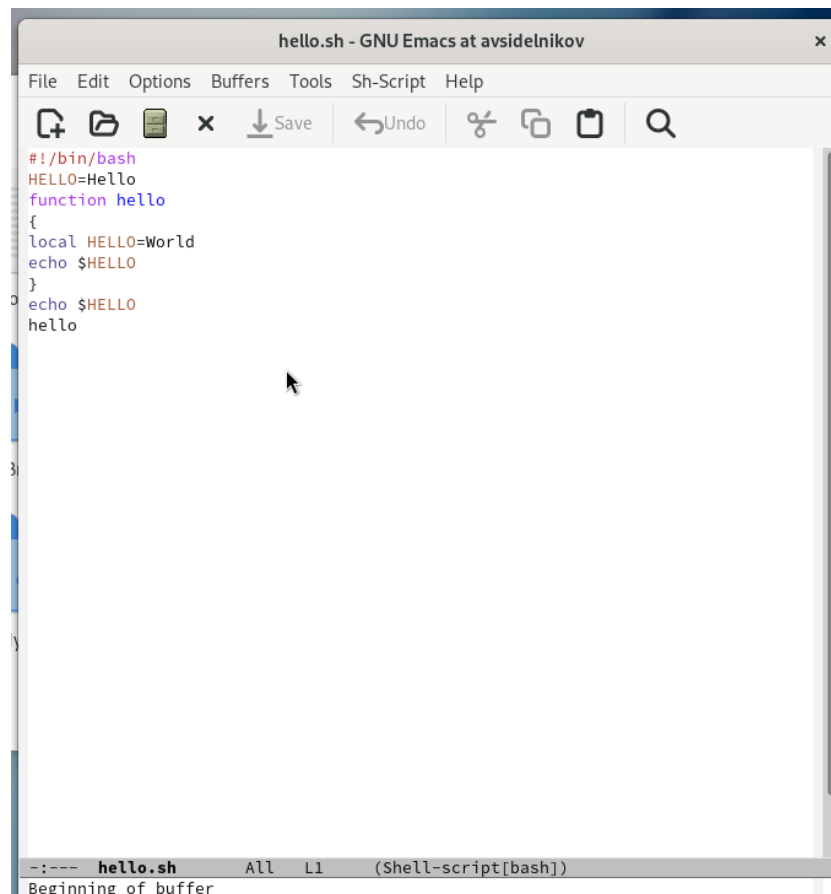 hello.sh - GNU Emacs at avsidelnikov
File Edit Options Buffers Tools Sh-Script Help
Save Undo
#!/bin/bash
HELLO=Hello
function hello
{
local HELLO=World
echo $HELLO
}
echo $HELLO
hello
-:--- hello.sh All L1 (Shell-script[bash])
Beginning of buffer